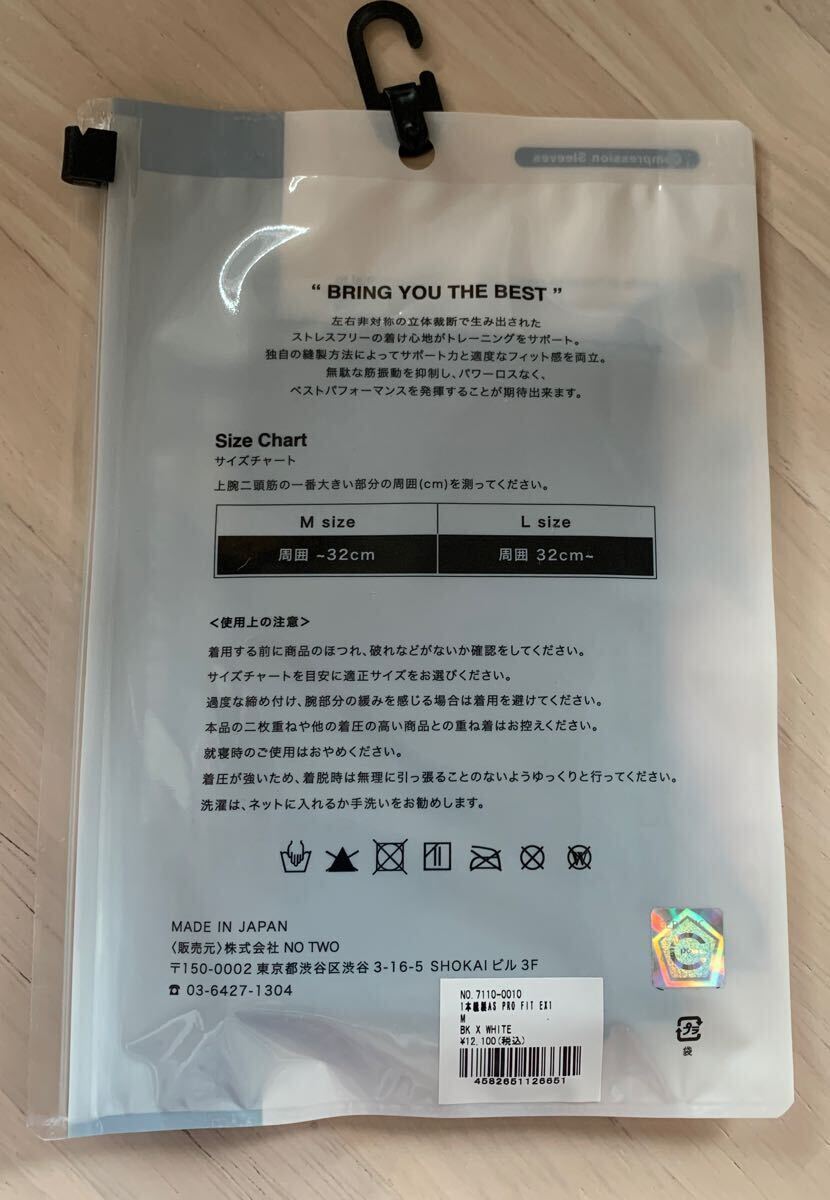 Compression Sleeves
“ BRING YOU THE BEST ”
左右非対称の立体裁断で生み出された
ストレスフリーの着け心地がトレーニングをサポート。
独自の縫製方法によってサポート力と適度なフィット感を両立。
無駄な筋振動を抑制し、パワーロスなく、
ベストパフォーマンスを発揮することが期待出来ます。
Size Chart
サイズチャート
上腕二頭筋の一番大きい部分の周囲(cm)を測ってください。
M size L size
周囲 ~32cm 周囲 32cm~
<使用上の注意>
着用する前に商品のほつれ、破れなどがないか確認をしてください。
サイズチャートを目安に適正サイズをお選びください。
過度な締め付け、腕部分の緩みを感じる場合は着用を避けてください。
本品の二枚重ねや他の着圧の高い商品との重ね着はお控えください。
就寝時のご使用はおやめください。
着圧が強いため、着脱時は無理に引っ張ることのないようゆっくりと行ってください。
洗濯は、ネットに入れるか手洗いをお勧めします。
W
MADE IN JAPAN
〈販売元〉株式会社 NO TWO
〒150-0002 東京都渋谷区渋谷 3-16-5 SHOKAIビル 3F
☎ 03-6427-1304
NO.7110-0010
1本組製AS PRO FIT EX1
M
BK X WHITE
¥12,100(税込)
4582651126651
プラ
袋